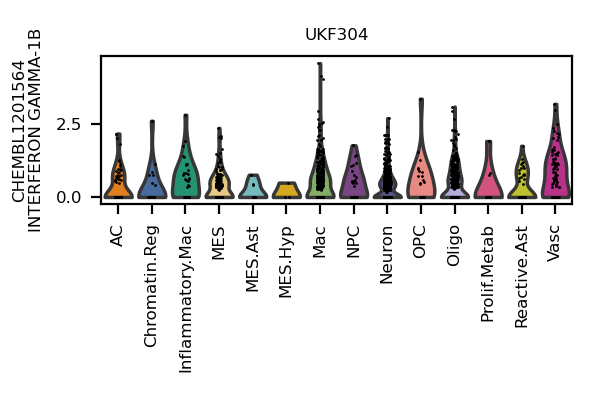 UKF304
CHEMBL1201564
INTERFERON GAMMA-1B
2.5
0.0
AC
Chromatin.Reg
Inflammatory.Mac
MES
MES.Ast
MES.Hyp
Mac
NPC
Neuron
OPC
Oligo
Prolif.Metab
Reactive.Ast
Vasc